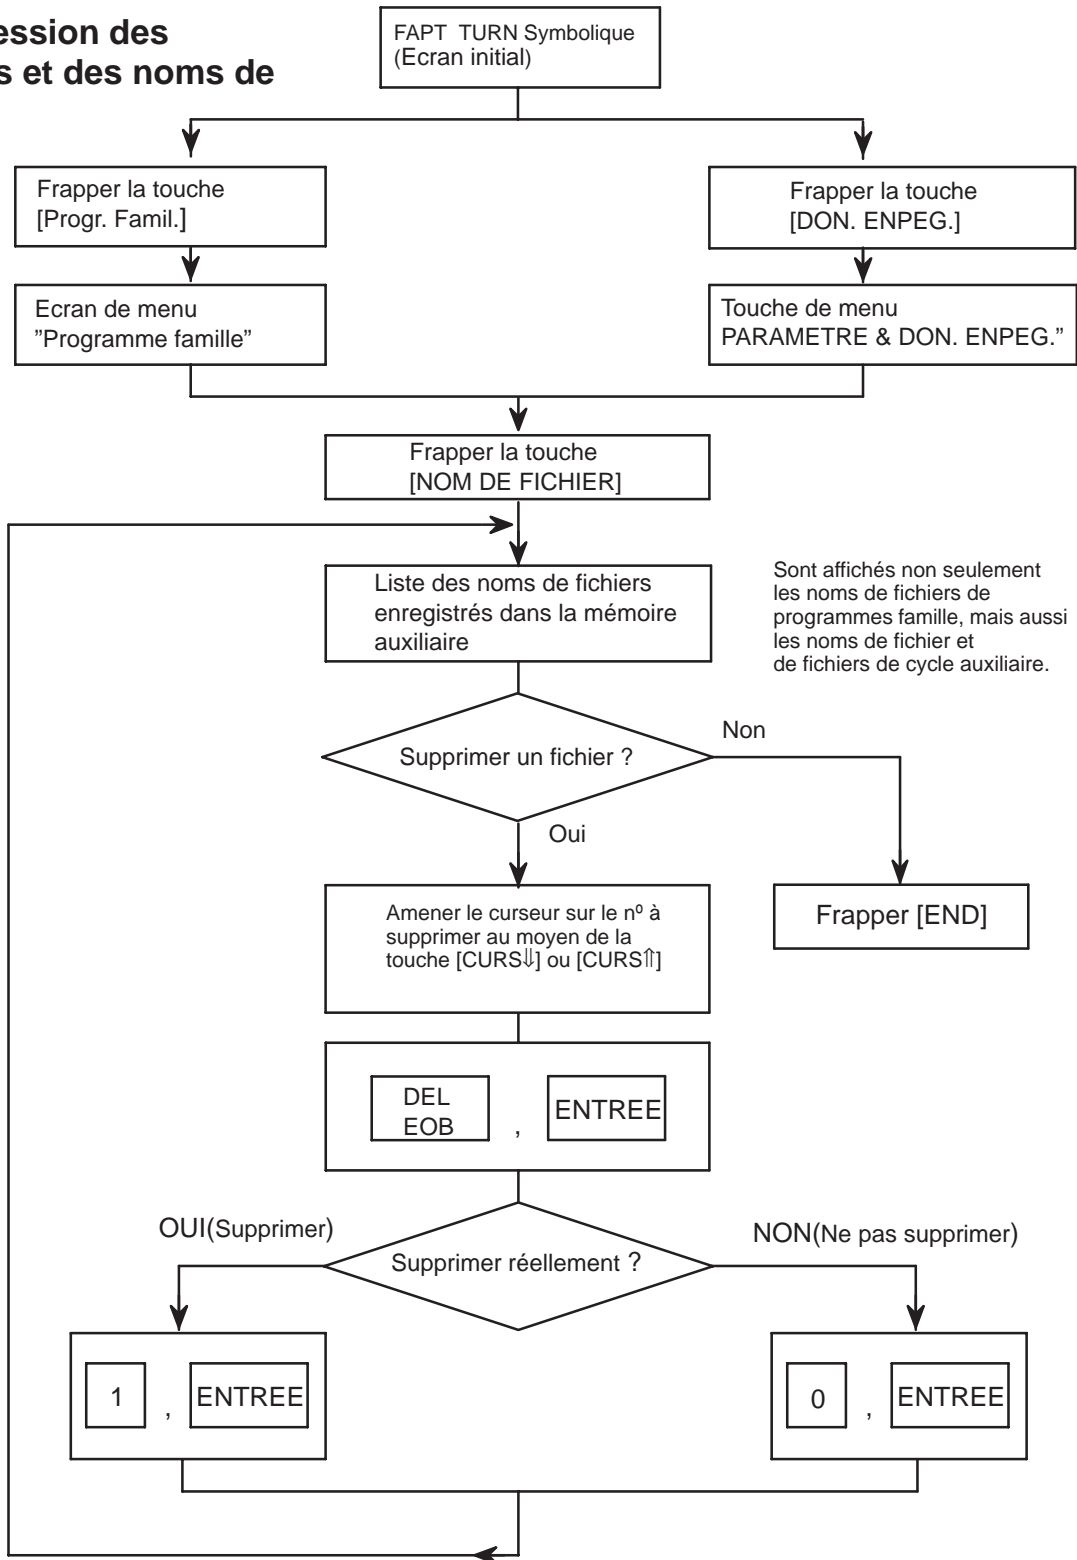 ession des
s et des noms de
FAPT TURN Symbolique
(Ecran initial)
Frapper la touche
[Progr. Famil.]
Frapper la touche
[DON. ENPEG.]
Ecran de menu
”Programme famille”
Touche de menu
PARAMETRE & DON. ENPEG.”
Frapper la touche
[NOM DE FICHIER]
Liste des noms de fichiers
enregistrés dans la mémoire
auxiliaire
Sont affichés non seulement
les noms de fichiers de
programmes famille, mais aussi
les noms de fichier et
de fichiers de cycle auxiliaire.
Supprimer un fichier ?
Non
Oui
Amener le curseur sur le nº à
supprimer au moyen de la
touche [CURS⇓] ou [CURS⇑]
Frapper [END]
DEL
EOB
, ENTREE
OUI(Supprimer)
NON(Ne pas supprimer)
Supprimer réellement ?
1 , ENTREE
0 , ENTREE